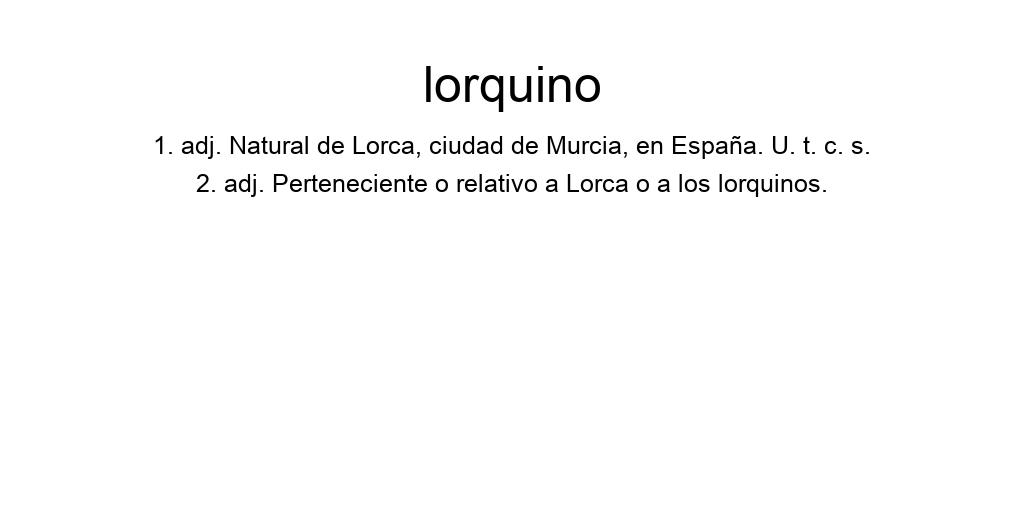 lorquino
1. adj. Natural de Lorca, ciudad de Murcia, en España. U. t. c. s.
2. adj. Perteneciente o relativo a Lorca o a los lorquinos.